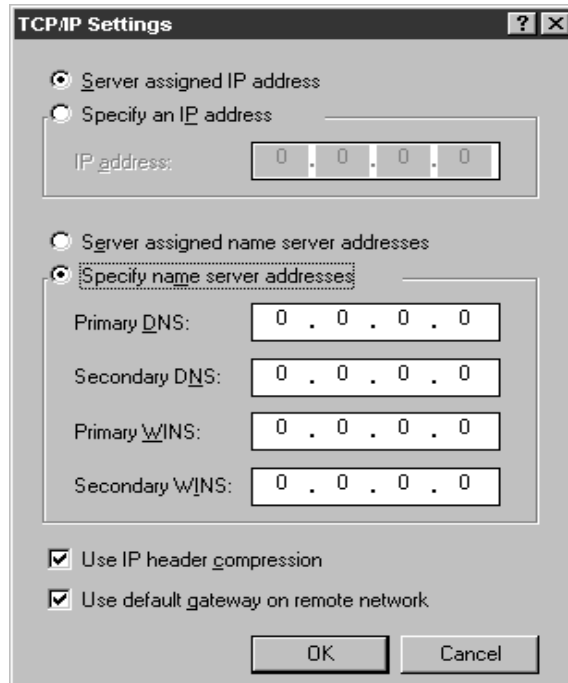 TCP/IP Settings
Server assigned IP address
Specify an IP address
IP address: 0 . 0 . 0 . 0
Server assigned name server addresses
Specify name server addresses
Primary DNS: 0 . 0 . 0 . 0
Secondary DNS: 0 . 0 . 0 . 0
Primary WINS: 0 . 0 . 0 . 0
Secondary WINS: 0 . 0 . 0 . 0
Use IP header compression
Use default gateway on remote network
OK Cancel